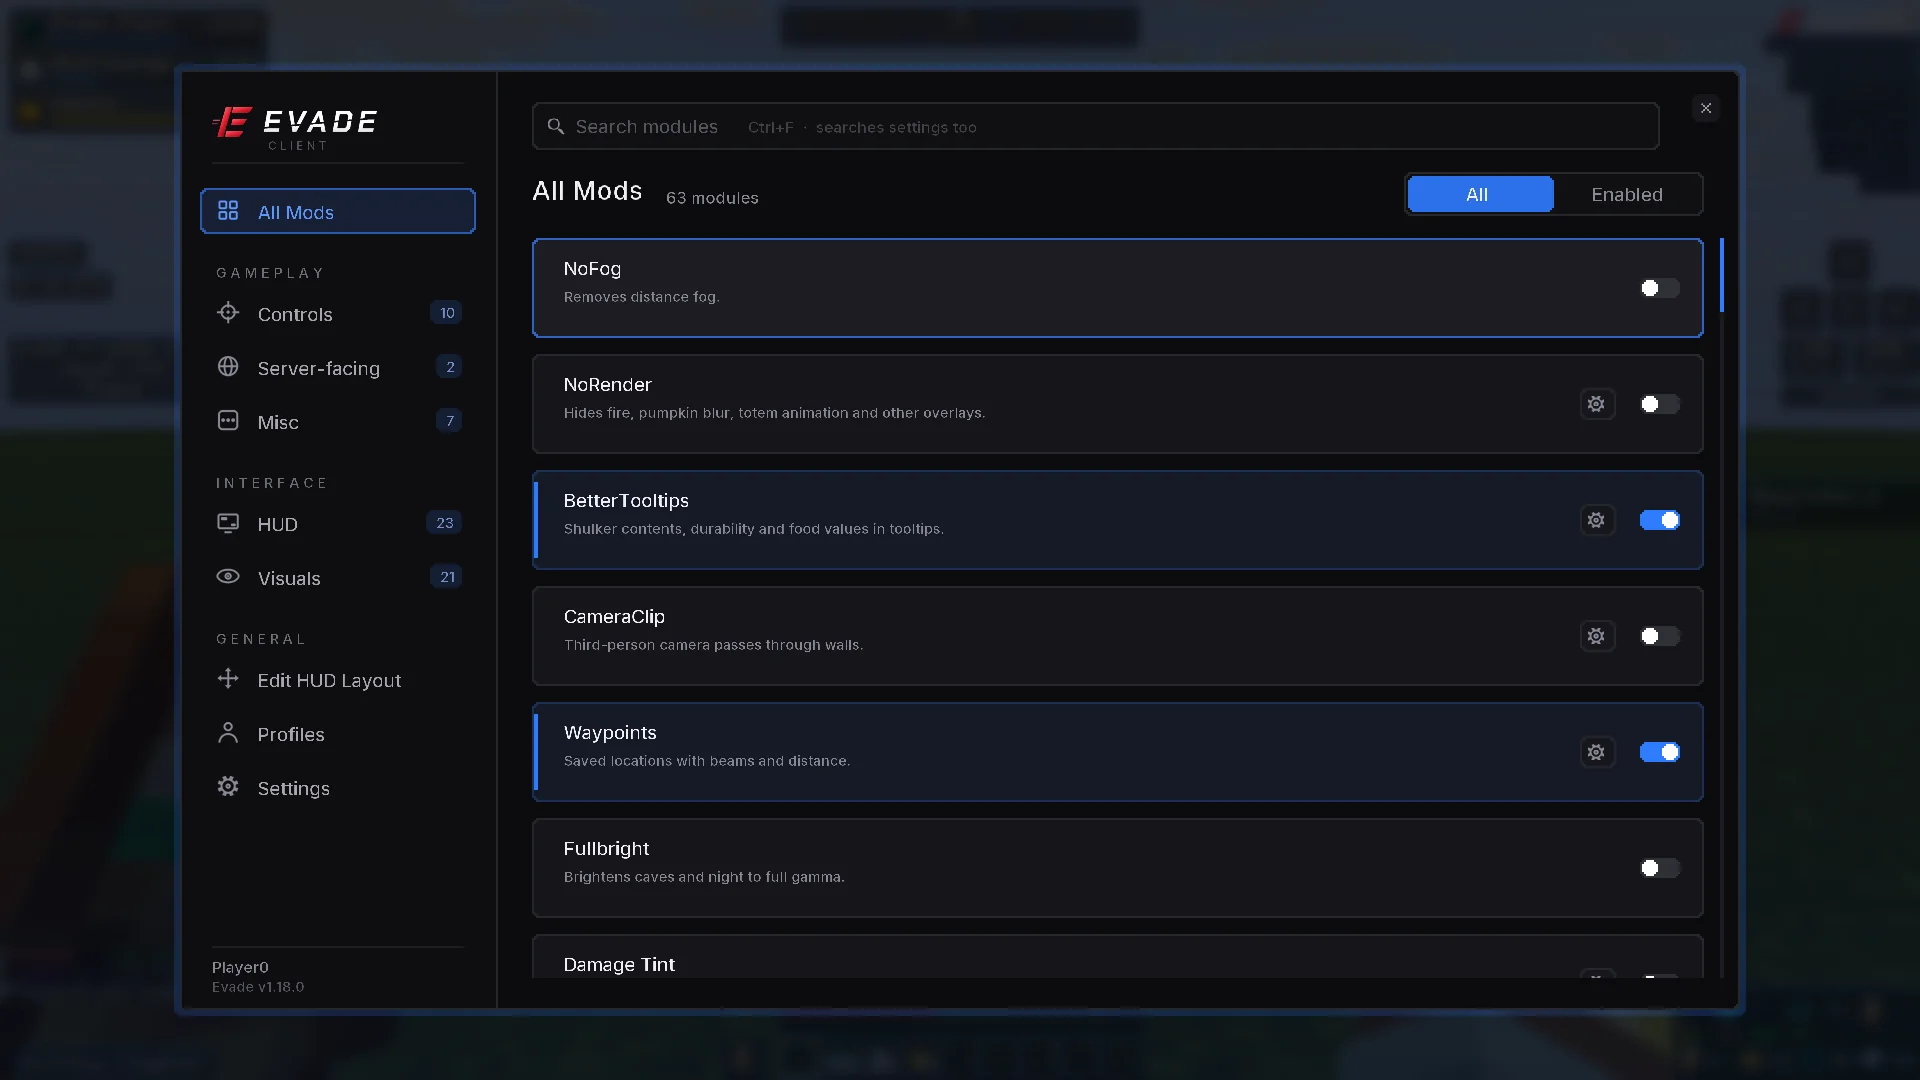 EVADE
CLIENT
All Mods
GAMEPLAY
Controls 10
Server-facing 2
Misc 7
INTERFACE
HUD 23
Visuals 21
GENERAL
Edit HUD Layout
Profiles
Settings
Player0
Evade v1.18.0
Search modules Ctrl+F · searches settings too
All Mods 63 modules
All Enabled
NoFog
Removes distance fog.
NoRender
Hides fire, pumpkin blur, totem animation and other overlays.
BetterTooltips
Shulker contents, durability and food values in tooltips.
CameraClip
Third-person camera passes through walls.
Waypoints
Saved locations with beams and distance.
Fullbright
Brightens caves and night to full gamma.
Damage Tint